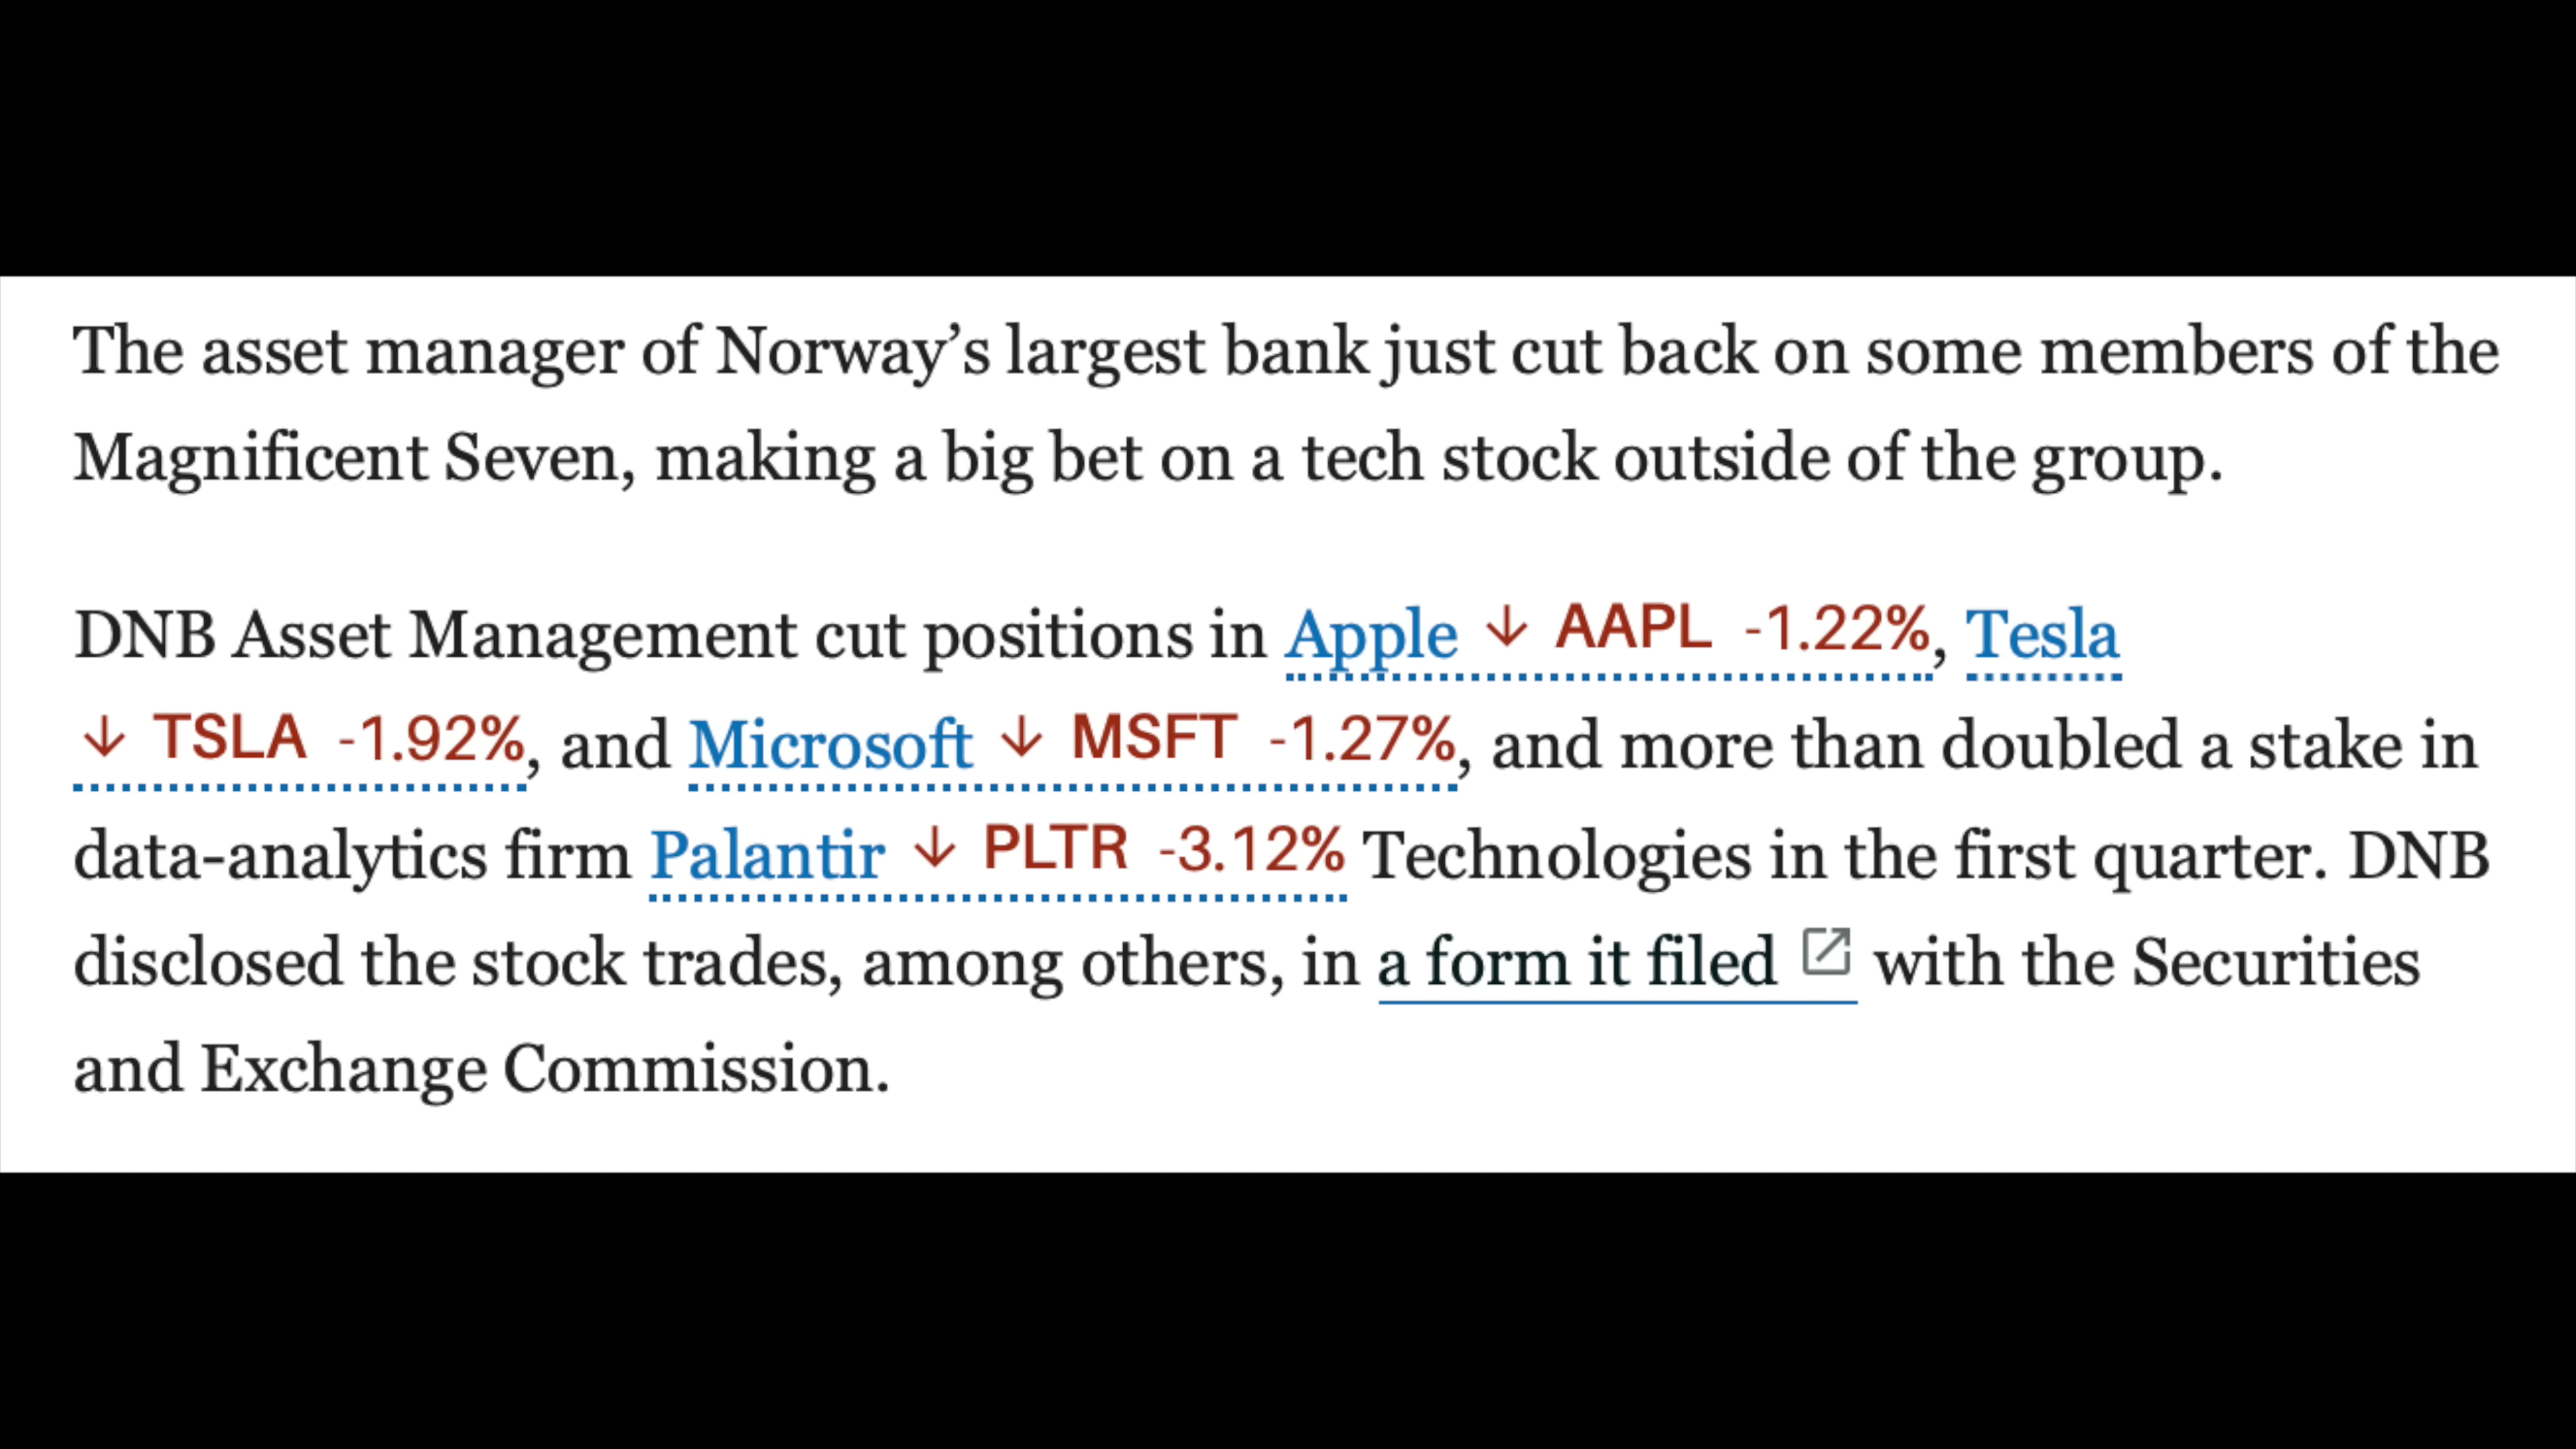 The asset manager of Norway’s largest bank just cut back on some members of the
Magnificent Seven, making a big bet on a tech stock outside of the group.
DNB Asset Management cut positions in Apple ↓ AAPL -1.22%, Tesla
↓ TSLA -1.92%, and Microsoft ↓ MSFT -1.27%, and more than doubled a stake in
data-analytics firm Palantir ↓ PLTR -3.12% Technologies in the first quarter. DNB
disclosed the stock trades, among others, in a form it filed with the Securities
and Exchange Commission.